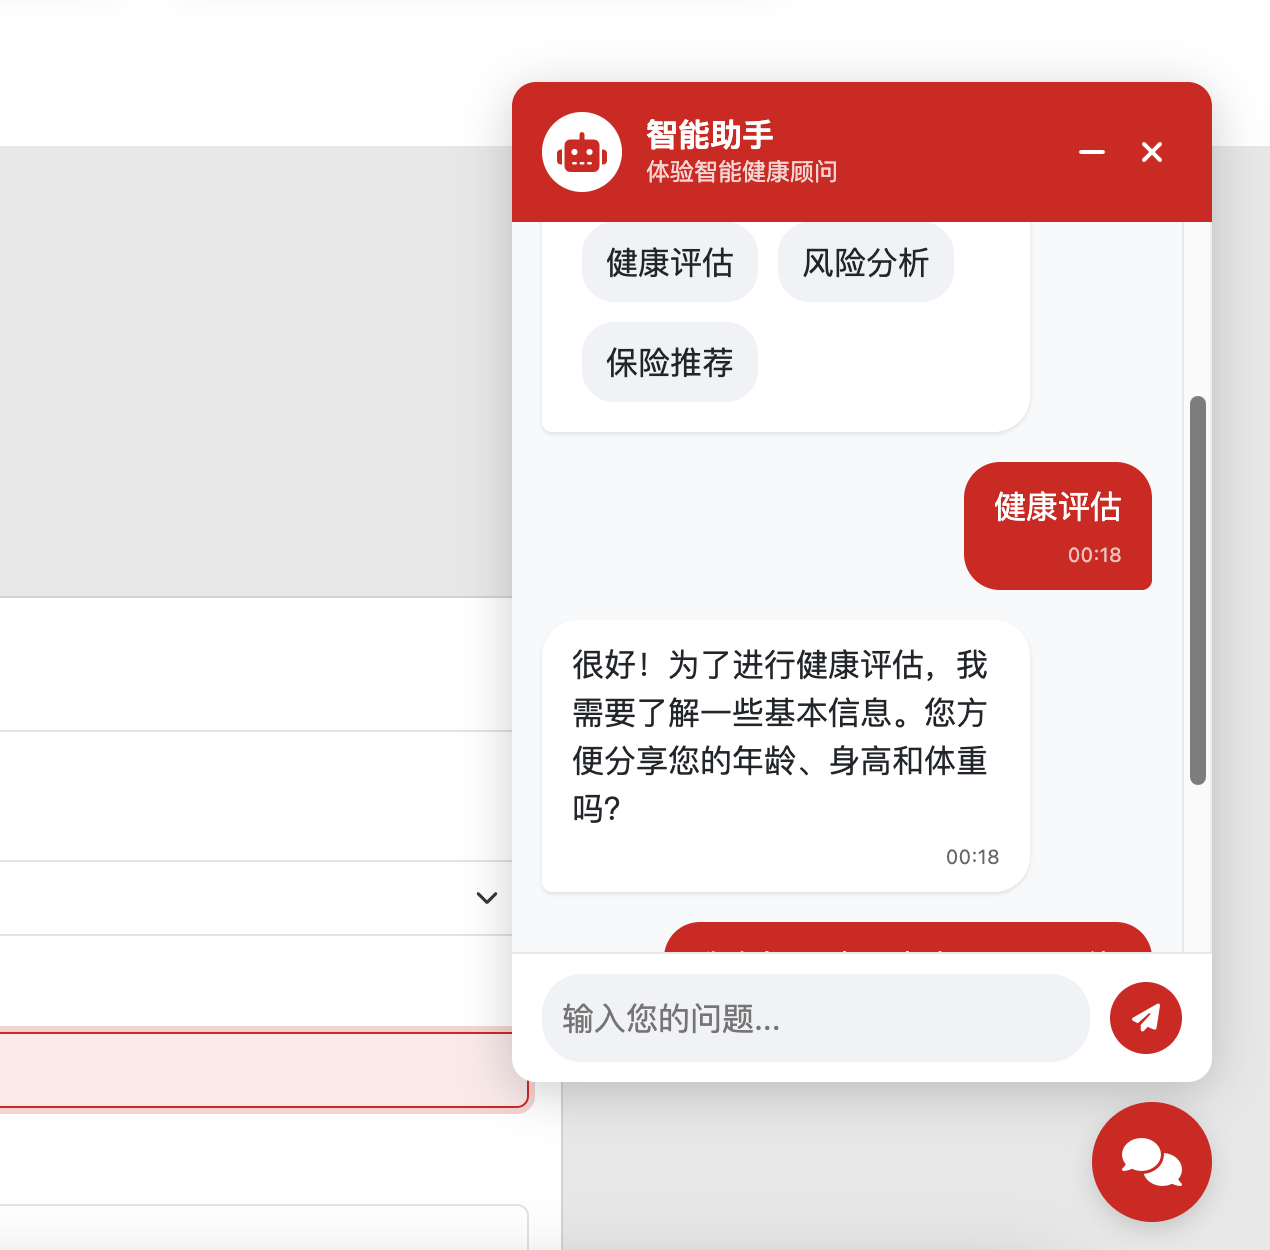 智能助手
体验智能健康顾问
健康评估
风险分析
保险推荐
健康评估
00:18
很好！为了进行健康评估，我
需要了解一些基本信息。您方
便分享您的年龄、身高和体重
吗？
00:18
输入您的问题...